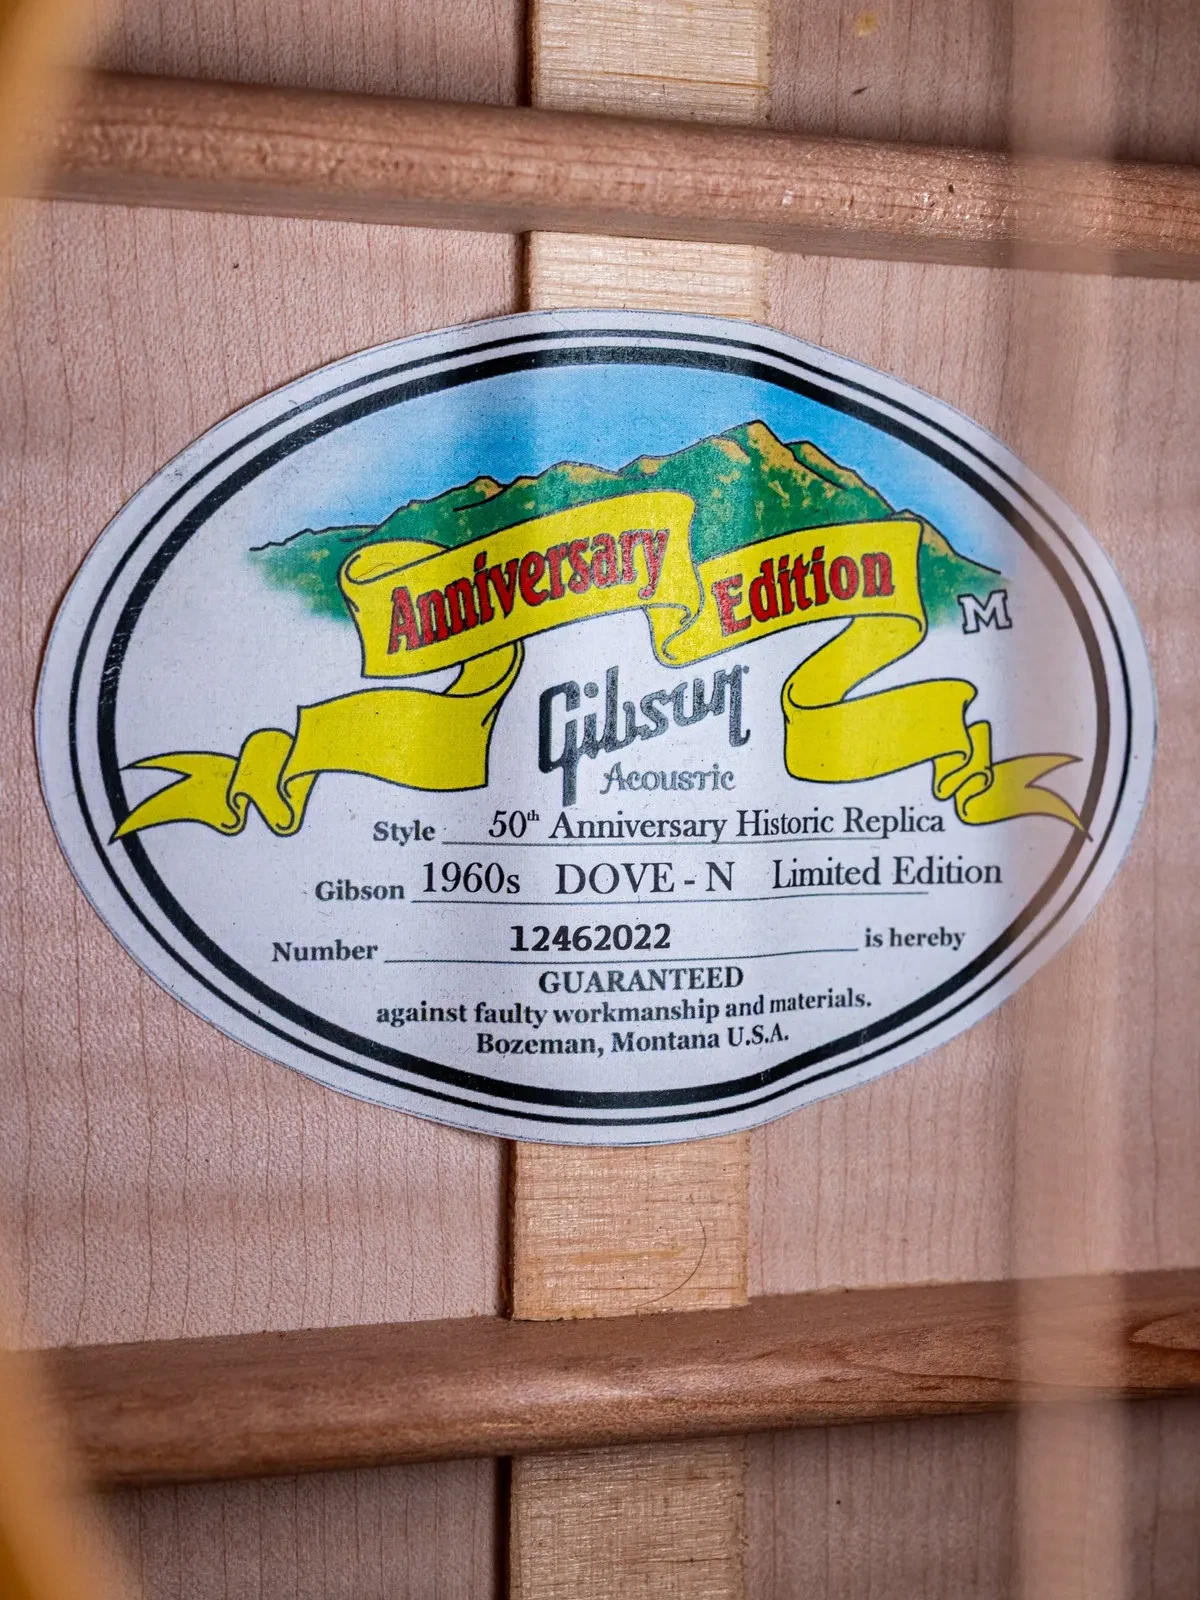 Anniversary Edition
M
Gibson
Acoustic
Style 50th Anniversary Historic Replica
Gibson 1960s DOVE - N Limited Edition
Number 12462022 is hereby
GUARANTEED
against faulty workmanship and materials.
Bozeman, Montana U.S.A.